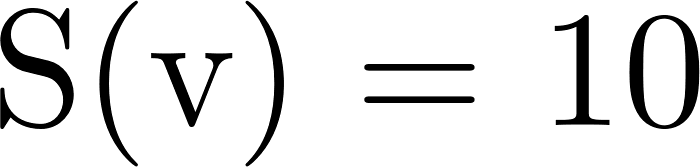 S(v) = 10